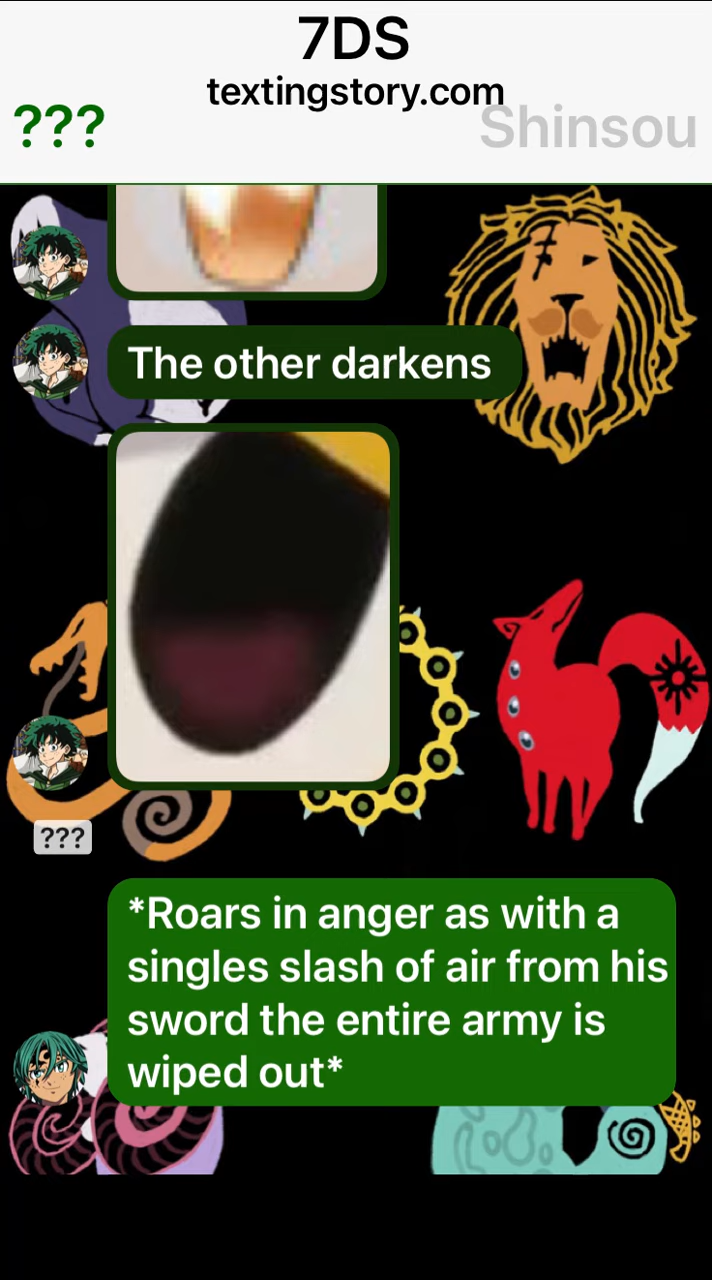 7DS
textingstory.com
???
Shinsou
The other darkens
???
*Roars in anger as with a
singles slash of air from his
sword the entire army is
wiped out*